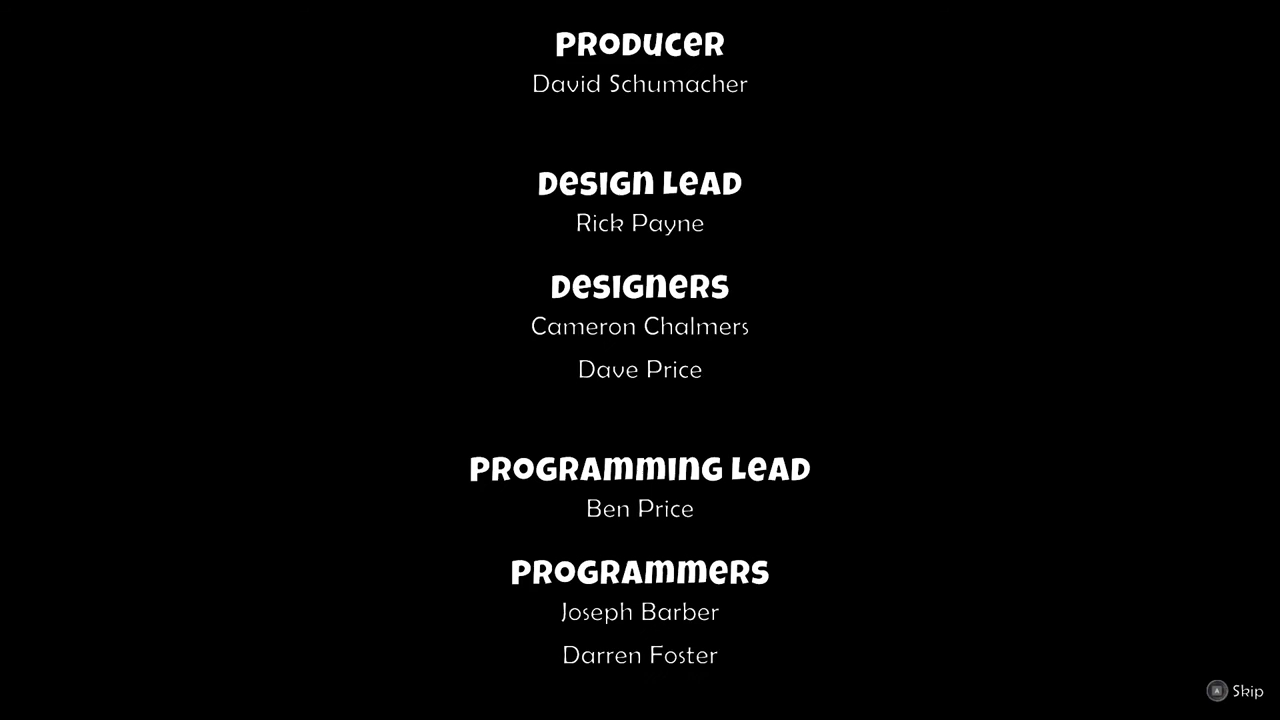 PRODUCER
David Schumacher
DESIGN LEAD
Rick Payne
DESIGNERS
Cameron Chalmers
Dave Price
PROGRAMMING LEAD
Ben Price
PROGRAMMERS
Joseph Barber
Darren Foster
A Skip